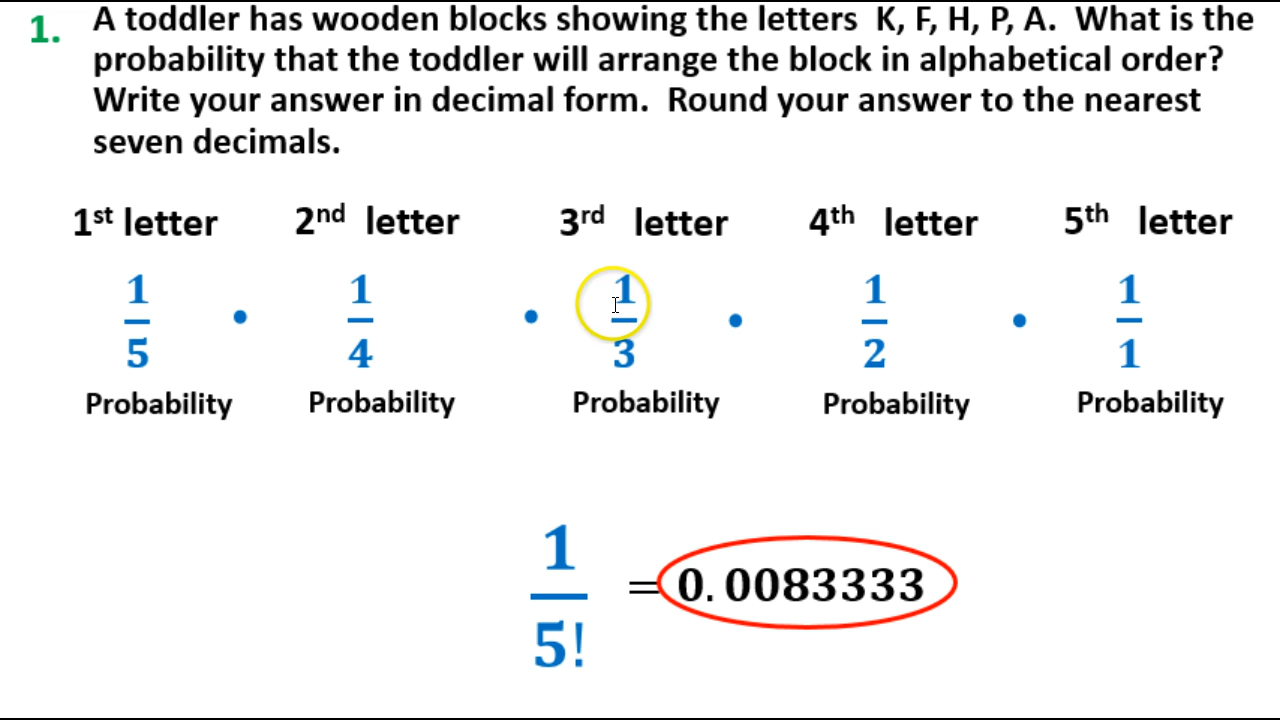 1. A toddler has wooden blocks showing the letters K, F, H, P, A. What is the
probability that the toddler will arrange the block in alphabetical order?
Write your answer in decimal form. Round your answer to the nearest
seven decimals.
1st letter 2nd letter 3rd letter 4th letter 5th letter
1/5 • 1/4 • 1/3 • 1/2 • 1/1
Probability Probability Probability Probability Probability
1/5! = 0.0083333